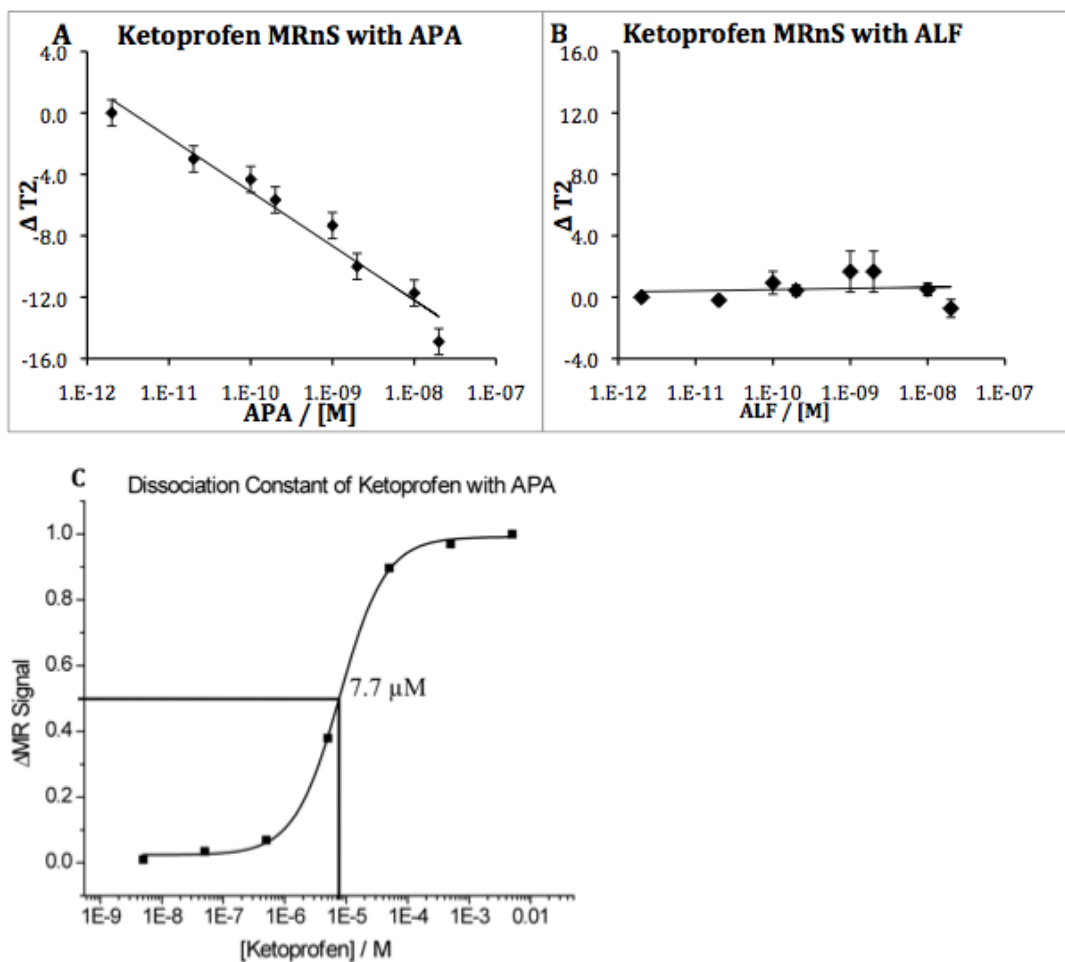 A Ketoprofen MRnS with APA
4.0
0.0
-4.0
-8.0
-12.0
-16.0
Δ T2
1.E-12 1.E-11 1.E-10 1.E-09 1.E-08 1.E-07
APA / [M]
B Ketoprofen MRnS with ALF
16.0
12.0
8.0
4.0
0.0
-4.0
Δ T2
1.E-12 1.E-11 1.E-10 1.E-09 1.E-08 1.E-07
ALF / [M]
C Dissociation Constant of Ketoprofen with APA
1.0
0.8
0.6
0.4
0.2
0.0
ΔMR Signal
7.7 µM
1E-9 1E-8 1E-7 1E-6 1E-5 1E-4 1E-3 0.01
[Ketoprofen] / M